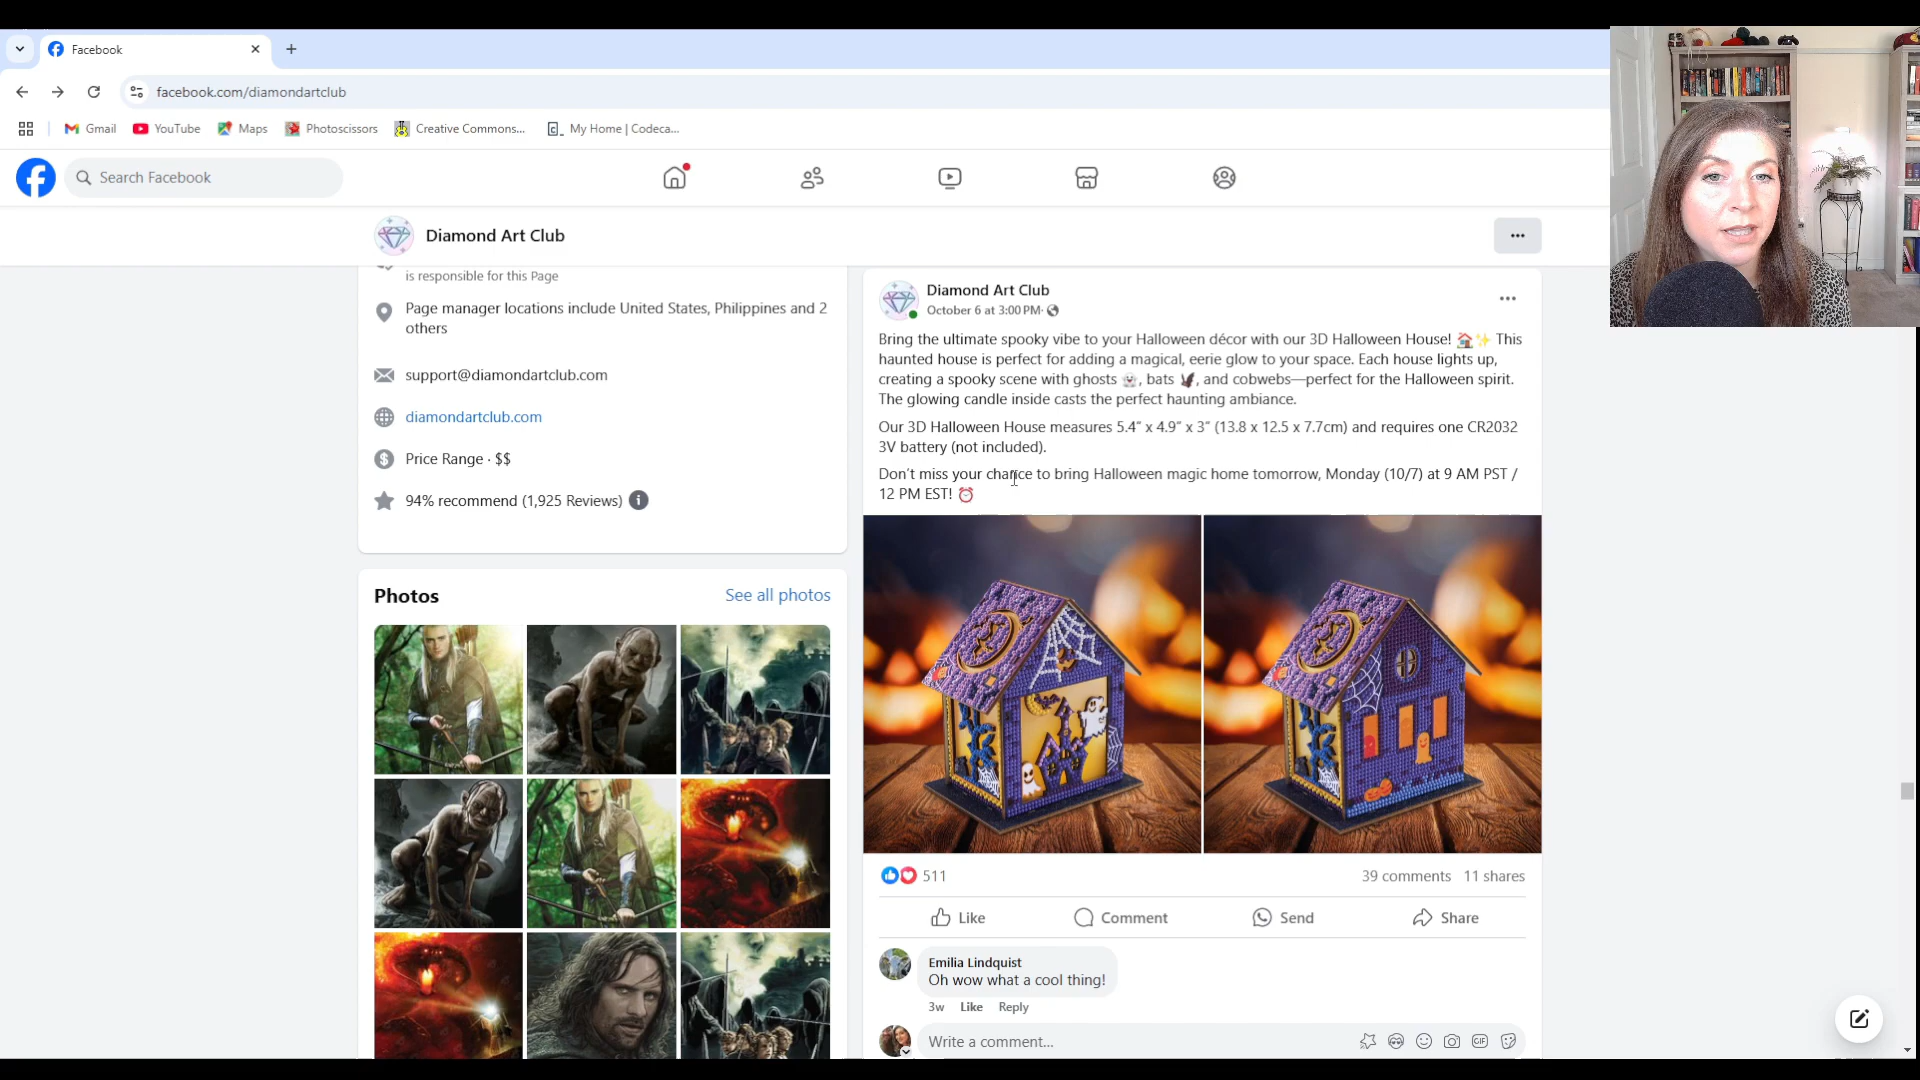 Facebook
facebook.com/diamondartclub
Gmail
YouTube
Maps
Photoscissors
Creative Commons...
My Home | Codeca...
Search Facebook
Diamond Art Club
is responsible for this Page
Page manager locations include United States, Philippines and 2
others
support@diamondartclub.com
diamondartclub.com
Price Range · $$
94% recommend (1,925 Reviews)
Photos
See all photos
Diamond Art Club
October 6 at 3:00 PM ·
Bring the ultimate spooky vibe to your Halloween décor with our 3D Halloween House! 🏠✨ This
haunted house is perfect for adding a magical, eerie glow to your space. Each house lights up,
creating a spooky scene with ghosts 👻, bats 🦇, and cobwebs—perfect for the Halloween spirit.
The glowing candle inside casts the perfect haunting ambiance.
Our 3D Halloween House measures 5.4" x 4.9" x 3" (13.8 x 12.5 x 7.7cm) and requires one CR2032
3V battery (not included).
Don't miss your chance to bring Halloween magic home tomorrow, Monday (10/7) at 9 AM PST /
12 PM EST! ⏰
511
39 comments 11 shares
Like
Comment
Send
Share
Emilia Lindquist
Oh wow what a cool thing!
3w Like Reply
Write a comment...
GIF